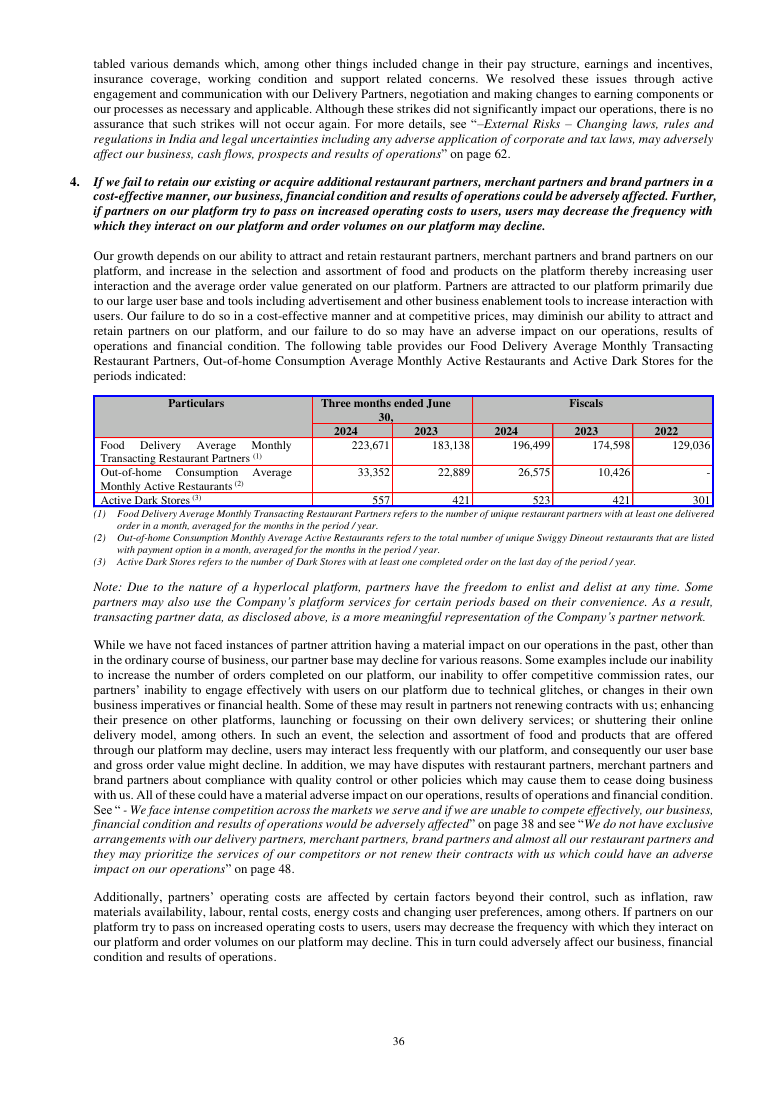 tabled various demands which, among other things included change in their pay structure, earnings and incentives,
insurance coverage, working condition and support related concerns. We resolved these issues through active
engagement and communication with our Delivery Partners, negotiation and making changes to earning components or
our processes as necessary and applicable. Although these strikes did not significantly impact our operations, there is no
assurance that such strikes will not occur again. For more details, see “–External Risks – Changing laws, rules and
regulations in India and legal uncertainties including any adverse application of corporate and tax laws, may adversely
affect our business, cash flows, prospects and results of operations” on page 62.
4. If we fail to retain our existing or acquire additional restaurant partners, merchant partners and brand partners in a
cost-effective manner, our business, financial condition and results of operations could be adversely affected. Further,
if partners on our platform try to pass on increased operating costs to users, users may decrease the frequency with
which they interact on our platform and order volumes on our platform may decline.
Our growth depends on our ability to attract and retain restaurant partners, merchant partners and brand partners on our
platform, and increase in the selection and assortment of food and products on the platform thereby increasing user
interaction and the average order value generated on our platform. Partners are attracted to our platform primarily due
to our large user base and tools including advertisement and other business enablement tools to increase interaction with
users. Our failure to do so in a cost-effective manner and at competitive prices, may diminish our ability to attract and
retain partners on our platform, and our failure to do so may have an adverse impact on our operations, results of
operations and financial condition. The following table provides our Food Delivery Average Monthly Transacting
Restaurant Partners, Out-of-home Consumption Average Monthly Active Restaurants and Active Dark Stores for the
periods indicated:
Particulars Three months ended June Fiscals
30,
2024 2023 2024 2023 2022
Food Delivery Average Monthly 223,671 183,138 196,499 174,598 129,036
Transacting Restaurant Partners (1)
Out-of-home Consumption Average 33,352 22,889 26,575 10,426 -
Monthly Active Restaurants (2)
Active Dark Stores (3) 557 421 523 421 301
(1) Food Delivery Average Monthly Transacting Restaurant Partners refers to the number of unique restaurant partners with at least one delivered
order in a month, averaged for the months in the period / year.
(2) Out-of-home Consumption Monthly Average Active Restaurants refers to the total number of unique Swiggy Dineout restaurants that are listed
with payment option in a month, averaged for the months in the period / year.
(3) Active Dark Stores refers to the number of Dark Stores with at least one completed order on the last day of the period / year.
Note: Due to the nature of a hyperlocal platform, partners have the freedom to enlist and delist at any time. Some
partners may also use the Company’s platform services for certain periods based on their convenience. As a result,
transacting partner data, as disclosed above, is a more meaningful representation of the Company’s partner network.
While we have not faced instances of partner attrition having a material impact on our operations in the past, other than
in the ordinary course of business, our partner base may decline for various reasons. Some examples include our inability
to increase the number of orders completed on our platform, our inability to offer competitive commission rates, our
partners’ inability to engage effectively with users on our platform due to technical glitches, or changes in their own
business imperatives or financial health. Some of these may result in partners not renewing contracts with us; enhancing
their presence on other platforms, launching or focussing on their own delivery services; or shuttering their online
delivery model, among others. In such an event, the selection and assortment of food and products that are offered
through our platform may decline, users may interact less frequently with our platform, and consequently our user base
and gross order value might decline. In addition, we may have disputes with restaurant partners, merchant partners and
brand partners about compliance with quality control or other policies which may cause them to cease doing business
with us. All of these could have a material adverse impact on our operations, results of operations and financial condition.
See “ - We face intense competition across the markets we serve and if we are unable to compete effectively, our business,
financial condition and results of operations would be adversely affected” on page 38 and see “We do not have exclusive
arrangements with our delivery partners, merchant partners, brand partners and almost all our restaurant partners and
they may prioritize the services of our competitors or not renew their contracts with us which could have an adverse
impact on our operations” on page 48.
Additionally, partners’ operating costs are affected by certain factors beyond their control, such as inflation, raw
materials availability, labour, rental costs, energy costs and changing user preferences, among others. If partners on our
platform try to pass on increased operating costs to users, users may decrease the frequency with which they interact on
our platform and order volumes on our platform may decline. This in turn could adversely affect our business, financial
condition and results of operations.
36